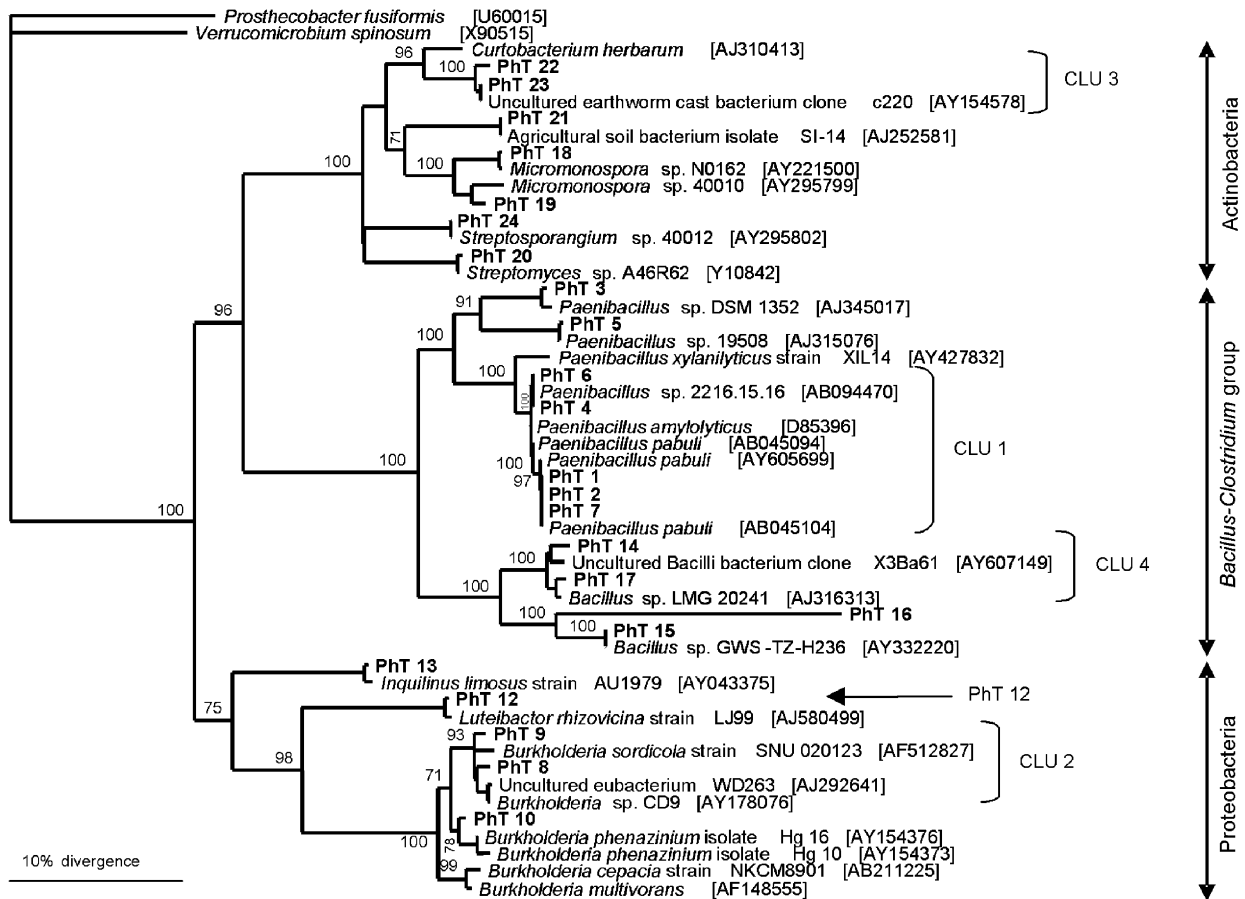 Prosthecobacter fusiformis [U60015]
Verrucomicrobium spinosum [X90515]
96
Curtobacterium herbarum [AJ310413]
100
PhT 22
PhT 23
Uncultured earthworm cast bacterium clone c220 [AY154578]
CLU 3
PhT 21
71
Agricultural soil bacterium isolate SI-14 [AJ252581]
100
PhT 18
100
Micromonospora sp. N0162 [AY221500]
Micromonospora sp. 40010 [AY295799]
PhT 19
PhT 24
Streptosporangium sp. 40012 [AY295802]
PhT 20
Streptomyces sp. A46R62 [Y10842]
Actinobacteria
96
PhT 3
91
Paenibacillus sp. DSM 1352 [AJ345017]
100
PhT 5
Paenibacillus sp. 19508 [AJ315076]
Paenibacillus xylanilyticus strain XIL14 [AY427832]
100
PhT 6
Paenibacillus sp. 2216.15.16 [AB094470]
100
PhT 4
Paenibacillus amylolyticus [D85396]
Paenibacillus pabuli [AB045094]
CLU 1
100
100
Paenibacillus pabuli [AY605699]
97
PhT 1
PhT 2
PhT 7
Paenibacillus pabuli [AB045104]
100
PhT 14
100
Uncultured Bacilli bacterium clone X3Ba61 [AY607149]
CLU 4
100
PhT 17
Bacillus sp. LMG 20241 [AJ316313]
100
PhT 16
100
PhT 15
Bacillus sp. GWS-TZ-H236 [AY332220]
Bacillus-Clostridium group
PhT 13
Inquilinus limosus strain AU1979 [AY043375]
PhT 12
PhT 12
75
Luteibactor rhizovicina strain LJ99 [AJ580499]
93
PhT 9
98
Burkholderia sordicola strain SNU 020123 [AF512827]
CLU 2
71
PhT 8
Uncultured eubacterium WD263 [AJ292641]
Burkholderia sp. CD9 [AY178076]
PhT 10
100
78
Burkholderia phenazinium isolate Hg 16 [AY154376]
Burkholderia phenazinium isolate Hg 10 [AY154373]
99
Burkholderia cepacia strain NKCM8901 [AB211225]
Burkholderia multivorans [AF148555]
Proteobacteria
10% divergence